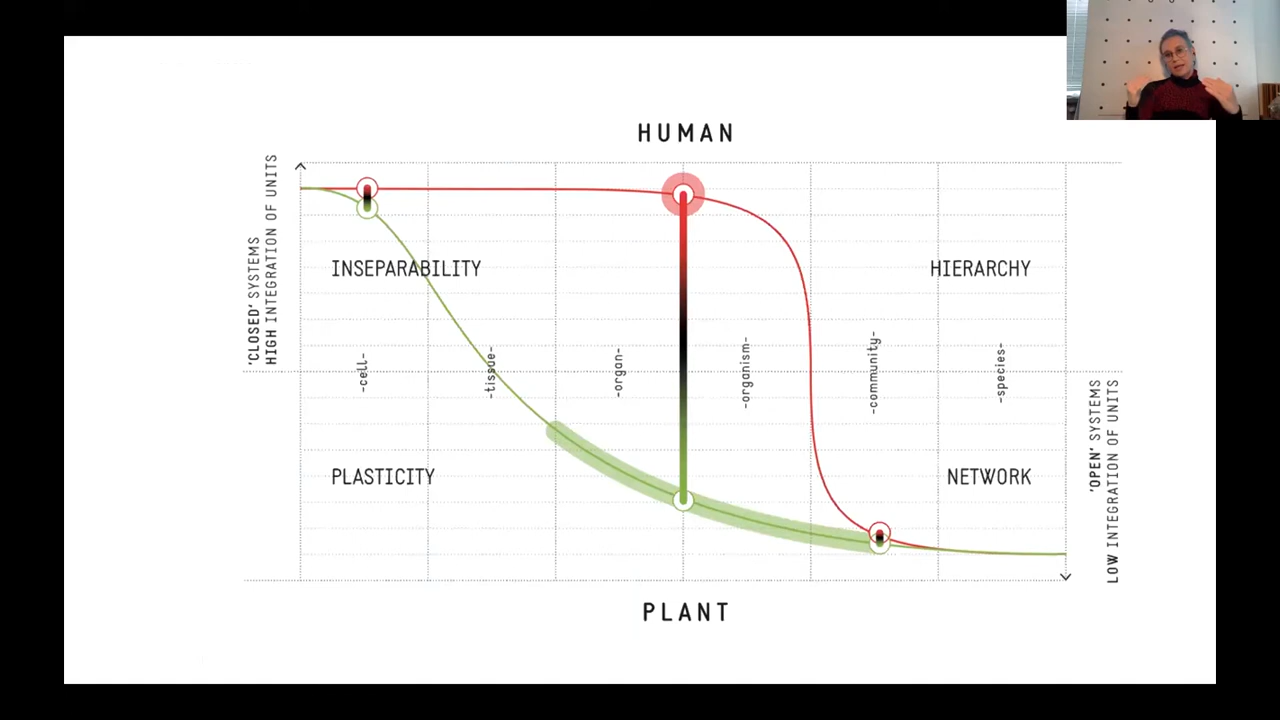 HUMAN
'CLOSED' SYSTEMS
HIGH INTEGRATION OF UNITS
INSEPARABILITY
HIERARCHY
-cell-
-tissue-
-organ-
-organism-
-community-
-species-
PLASTICITY
NETWORK
'OPEN' SYSTEMS
LOW INTEGRATION OF UNITS
PLANT